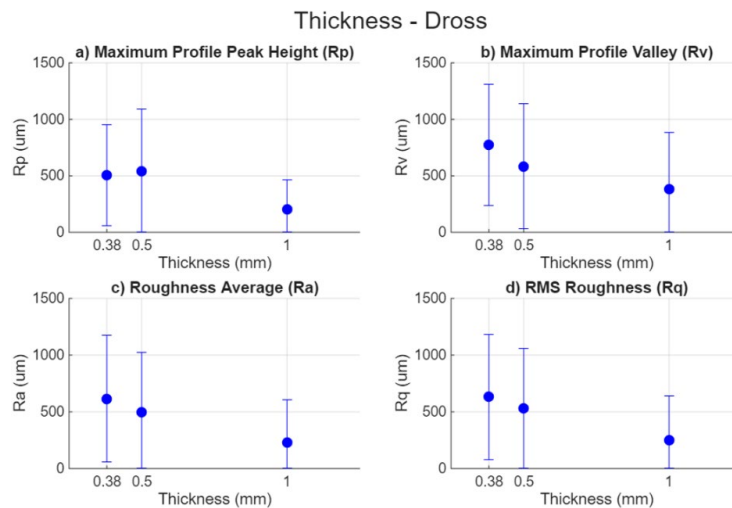 Thickness - Dross
a) Maximum Profile Peak Height (Rp)
1500
1000
500
0
Rp (um)
0.38 0.5 1
Thickness (mm)
b) Maximum Profile Valley (Rv)
1500
1000
500
0
Rv (um)
0.38 0.5 1
Thickness (mm)
c) Roughness Average (Ra)
1500
1000
500
0
Ra (um)
0.38 0.5 1
Thickness (mm)
d) RMS Roughness (Rq)
1500
1000
500
0
Rq (um)
0.38 0.5 1
Thickness (mm)